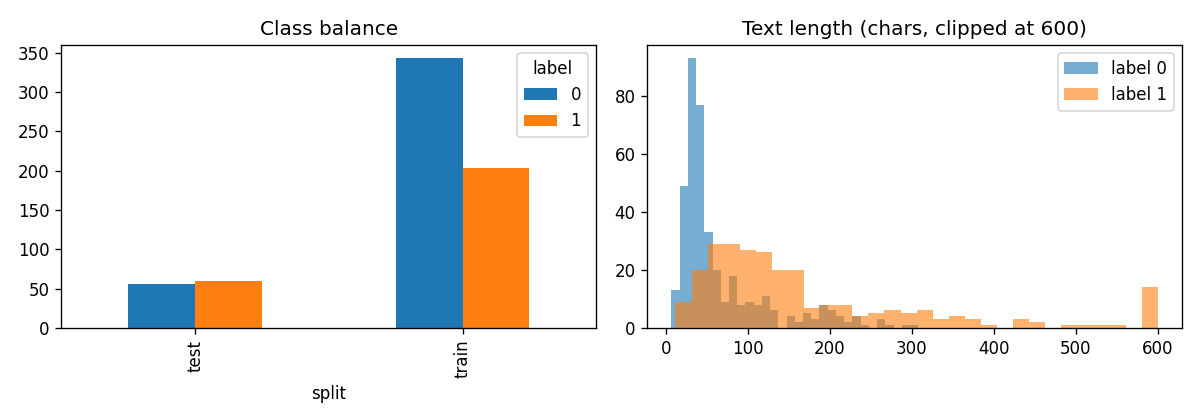 Class balance
350
300
250
200
150
100
50
0
label
0
1
test
train
split
Text length (chars, clipped at 600)
80
60
40
20
0
label 0
label 1
0
100
200
300
400
500
600